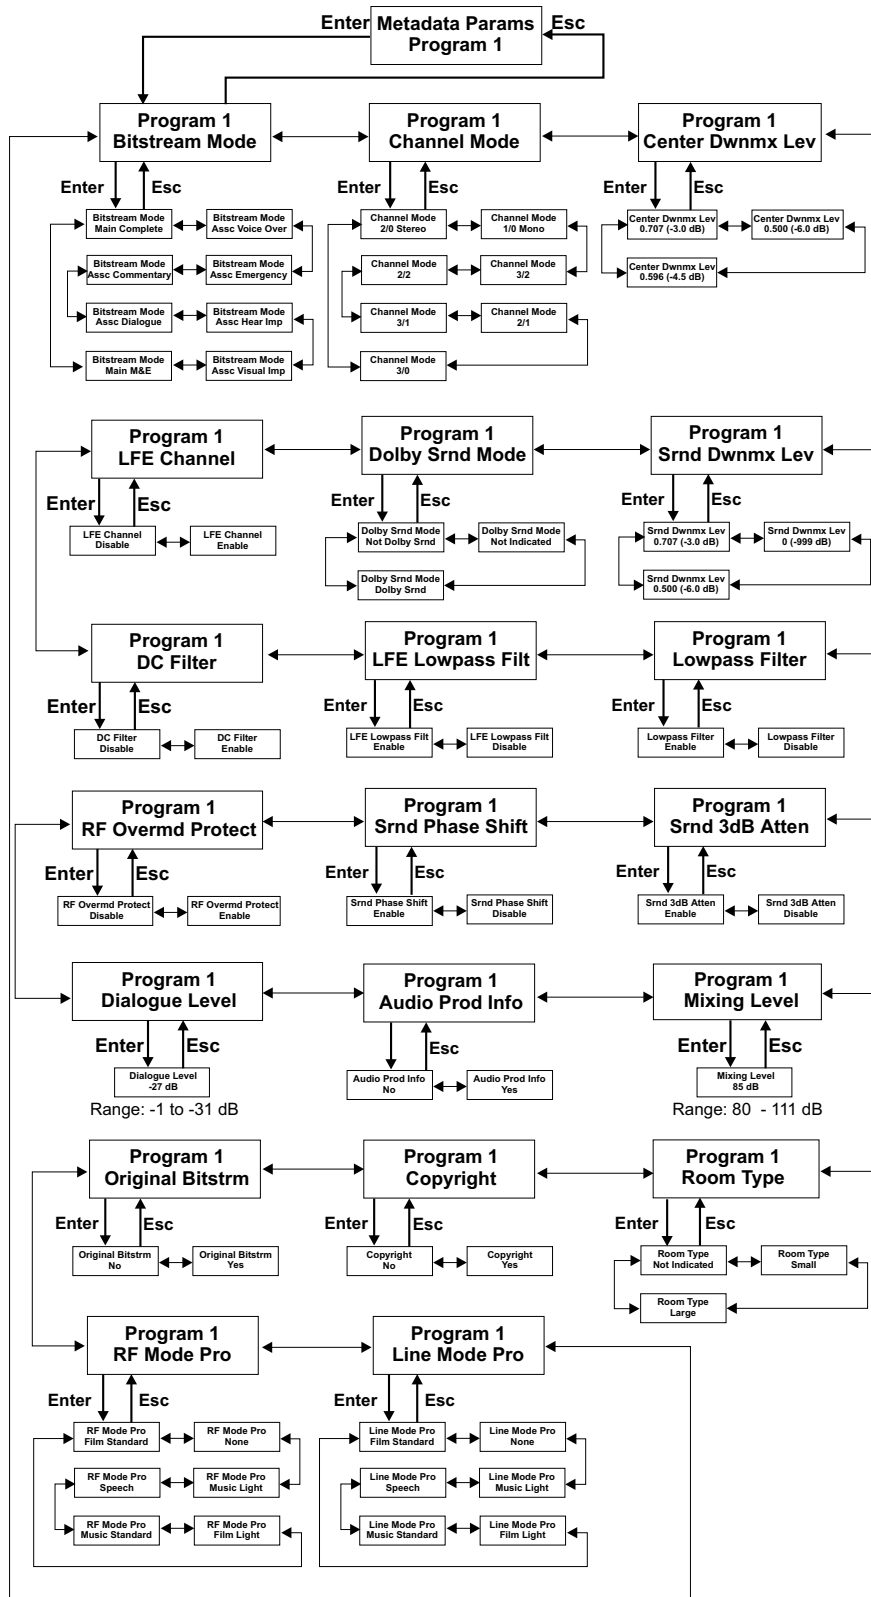 Enter
Metadata Params
Program 1
Esc
Program 1
Bitstream Mode
Program 1
Channel Mode
Program 1
Center Dwnmx Lev
Enter
Esc
Enter
Esc
Enter
Esc
Bitstream Mode
Main Complete
Bitstream Mode
Assc Voice Over
Channel Mode
2/0 Stereo
Channel Mode
1/0 Mono
Center Dwnmx Lev
0.707 (-3.0 dB)
Center Dwnmx Lev
0.500 (-6.0 dB)
Bitstream Mode
Assc Commentary
Bitstream Mode
Assc Emergency
Channel Mode
2/2
Channel Mode
3/2
Center Dwnmx Lev
0.596 (-4.5 dB)
Bitstream Mode
Assc Dialogue
Bitstream Mode
Assc Hear Imp
Channel Mode
3/1
Channel Mode
2/1
Bitstream Mode
Main M&E
Bitstream Mode
Assc Visual Imp
Channel Mode
3/0
Program 1
LFE Channel
Program 1
Dolby Srnd Mode
Program 1
Srnd Dwnmx Lev
Enter
Esc
Enter
Esc
Enter
Esc
LFE Channel
Disable
LFE Channel
Enable
Dolby Srnd Mode
Not Dolby Srnd
Dolby Srnd Mode
Not Indicated
Srnd Dwnmx Lev
0.707 (-3.0 dB)
Srnd Dwnmx Lev
0 (-999 dB)
Dolby Srnd Mode
Dolby Srnd
Srnd Dwnmx Lev
0.500 (-6.0 dB)
Program 1
DC Filter
Program 1
LFE Lowpass Filt
Program 1
Lowpass Filter
Enter
Esc
Enter
Esc
Enter
Esc
DC Filter
Disable
DC Filter
Enable
LFE Lowpass Filt
Enable
LFE Lowpass Filt
Disable
Lowpass Filter
Enable
Lowpass Filter
Disable
Program 1
RF Overmd Protect
Program 1
Srnd Phase Shift
Program 1
Srnd 3dB Atten
Enter
Esc
Enter
Esc
Enter
Esc
RF Overmd Protect
Disable
RF Overmd Protect
Enable
Srnd Phase Shift
Enable
Srnd Phase Shift
Disable
Srnd 3dB Atten
Enable
Srnd 3dB Atten
Disable
Program 1
Dialogue Level
Program 1
Audio Prod Info
Program 1
Mixing Level
Enter
Esc
Enter
Esc
Enter
Esc
Dialogue Level
-27 dB
Audio Prod Info
No
Audio Prod Info
Yes
Mixing Level
85 dB
Range: -1 to -31 dB
Range: 80 - 111 dB
Program 1
Original Bitstrm
Program 1
Copyright
Program 1
Room Type
Enter
Esc
Enter
Esc
Enter
Esc
Original Bitstrm
No
Original Bitstrm
Yes
Copyright
No
Copyright
Yes
Room Type
Not Indicated
Room Type
Small
Room Type
Large
Program 1
RF Mode Pro
Program 1
Line Mode Pro
Enter
Esc
Enter
Esc
RF Mode Pro
Film Standard
RF Mode Pro
None
Line Mode Pro
Film Standard
Line Mode Pro
None
RF Mode Pro
Speech
RF Mode Pro
Music Light
Line Mode Pro
Speech
Line Mode Pro
Music Light
RF Mode Pro
Music Standard
RF Mode Pro
Film Light
Line Mode Pro
Music Standard
Line Mode Pro
Film Light